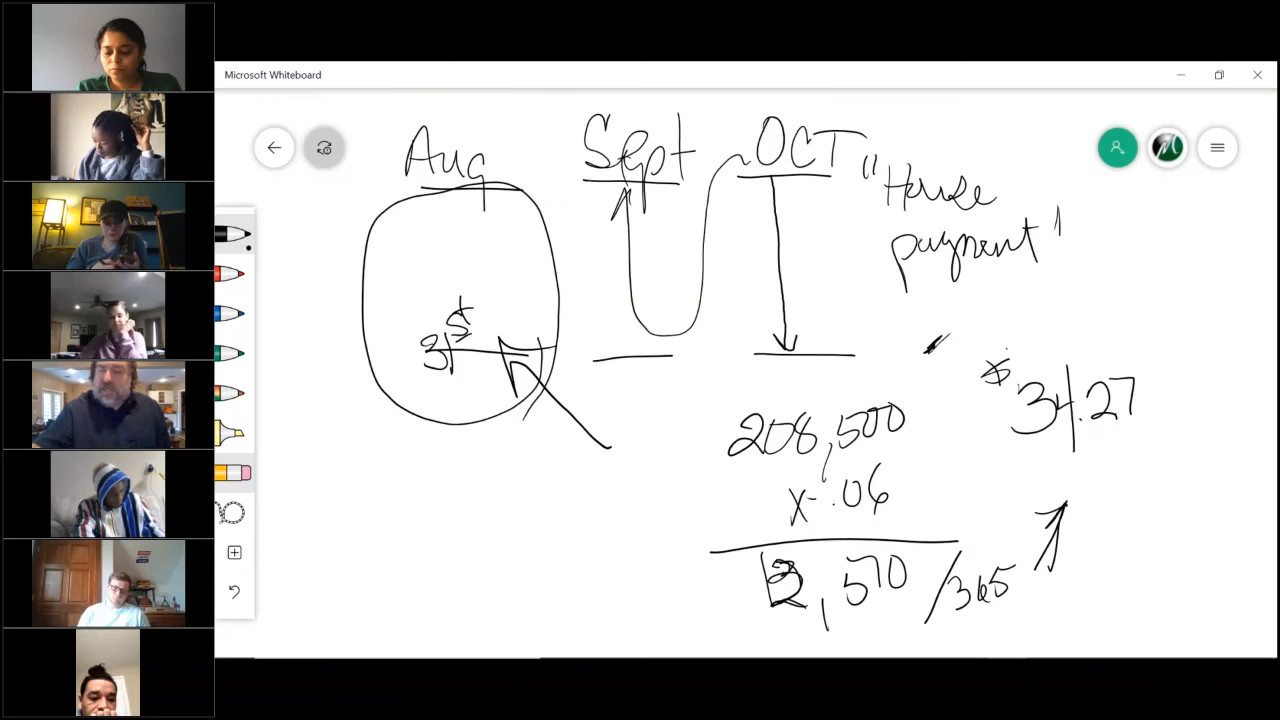 Microsoft Whiteboard
Aug Sept OCT
"House
payment"
31st
$34.27
208,500
x .06
12,510 /365